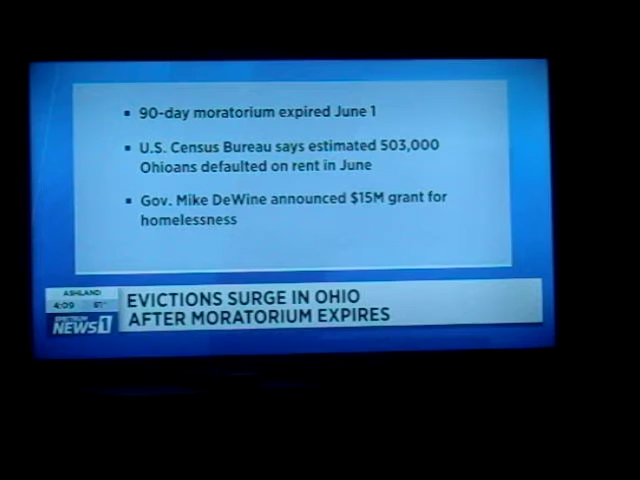 ▪ 90-day moratorium expired June 1
▪ U.S. Census Bureau says estimated 503,000
Ohioans defaulted on rent in June
▪ Gov. Mike DeWine announced $15M grant for
homelessness
EVICTIONS SURGE IN OHIO
AFTER MORATORIUM EXPIRES
ASHLAND
4:09
SPECTRUM
NEWS 1